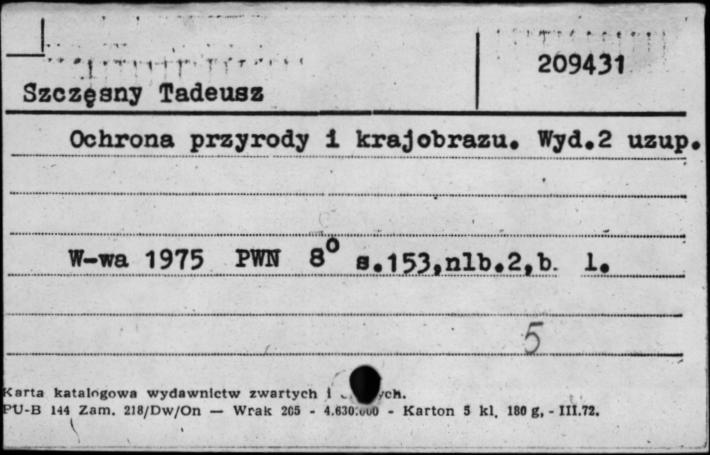 209431
Szczęsny Tadeusz
Ochrona przyrody i krajobrazu. Wyd.2 uzup.
W-wa 1975 PWN 8⁰ s.153,nlb.2,b. l.
5
Karta katalogowa wydawnictw zwartych i
PU-B 144 Zam. 218/Dw/On — Wrak 205 - 4.630.000 - Karton 5 kl. 180 g, - III.72.